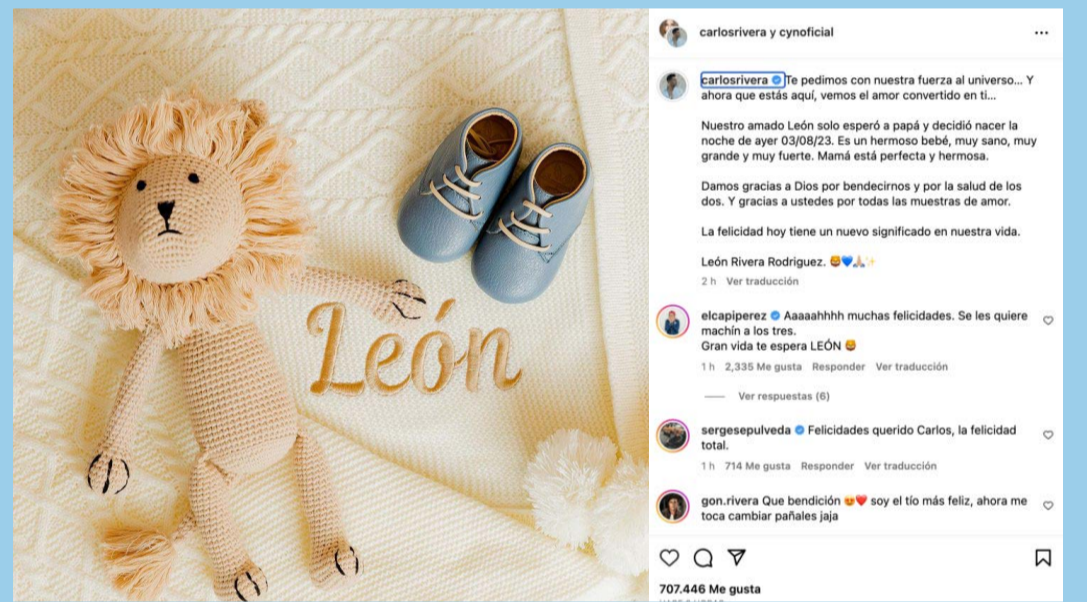 León
carlosrivera y cynoficial
carlosrivera Te pedimos con nuestra fuerza al universo... Y
ahora que estás aquí, vemos el amor convertido en ti...
Nuestro amado León solo esperó a papá y decidió nacer la
noche de ayer 03/08/23. Es un hermoso bebé, muy sano, muy
grande y muy fuerte. Mamá está perfecta y hermosa.
Damos gracias a Dios por bendecirnos y por la salud de los
dos. Y gracias a ustedes por todas las muestras de amor.
La felicidad hoy tiene un nuevo significado en nuestra vida.
León Rivera Rodriguez. 🦁💙🙏🏼✨
2 h Ver traducción
elcapiperez Aaaaahhhh muchas felicidades. Se les quiere
machín a los tres.
Gran vida te espera LEÓN 🦁
1 h 2,335 Me gusta Responder Ver traducción
Ver respuestas (6)
sergesepulveda Felicidades querido Carlos, la felicidad
total.
1 h 714 Me gusta Responder Ver traducción
gon.rivera Que bendición 😍❤️ soy el tío más feliz, ahora me
toca cambiar pañales jaja
707.446 Me gusta